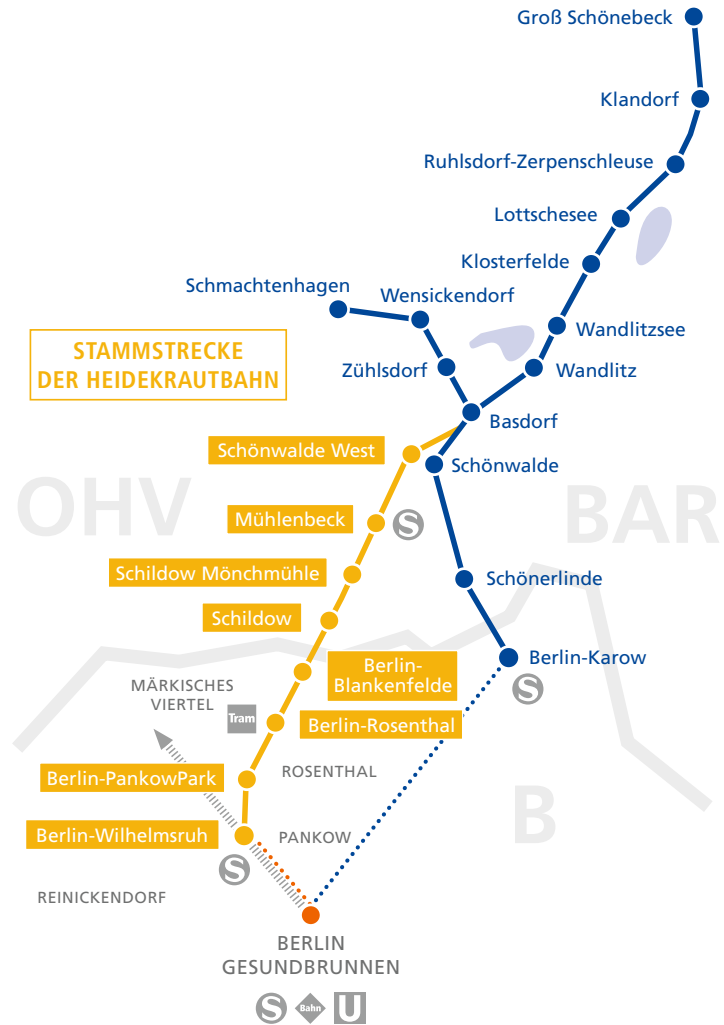 Groß Schönebeck
Klandorf
Ruhlsdorf-Zerpenschleuse
Lottschesee
Klosterfelde
Schmachtenhagen
Wensickendorf
Wandlitzsee
STAMMSTRECKE
DER HEIDEKRAUTBAHN
Zühlsdorf
Wandlitz
Basdorf
Schönwalde West
Schönwalde
OHV
BAR
Mühlenbeck
S
Schildow Mönchmühle
Schönerlinde
Schildow
Berlin-
Blankenfelde
Berlin-Karow
S
MÄRKISCHES
VIERTEL
Tram
Berlin-Rosenthal
Berlin-PankowPark
ROSENTHAL
B
Berlin-Wilhelmsruh
PANKOW
S
REINICKENDORF
BERLIN
GESUNDBRUNNEN
S Bahn U